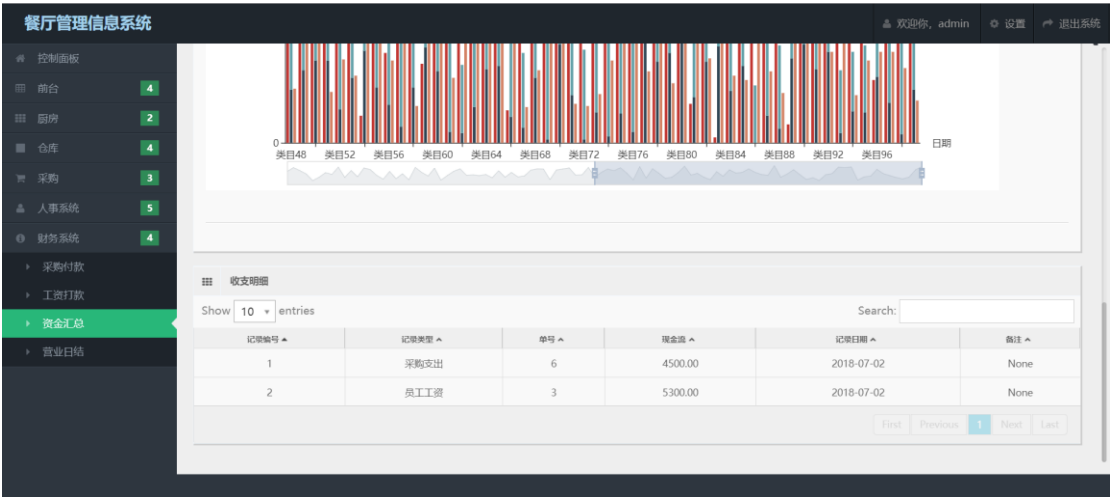 餐厅管理信息系统
欢迎你，admin 设置 退出系统
控制面板
前台 4
厨房 2
仓库 4
采购 3
人事系统 5
财务系统 4
采购付款
工资打款
资金汇总
营业日结
0
日期
类目48 类目52 类目56 类目60 类目64 类目68 类目72 类目76 类目80 类目84 类目88 类目92 类目96
收支明细
Show 10 entries Search:
记录编号 记录类型 单号 现金流 记录日期 备注
1 采购支出 6 4500.00 2018-07-02 None
2 员工工资 3 5300.00 2018-07-02 None
First Previous 1 Next Last